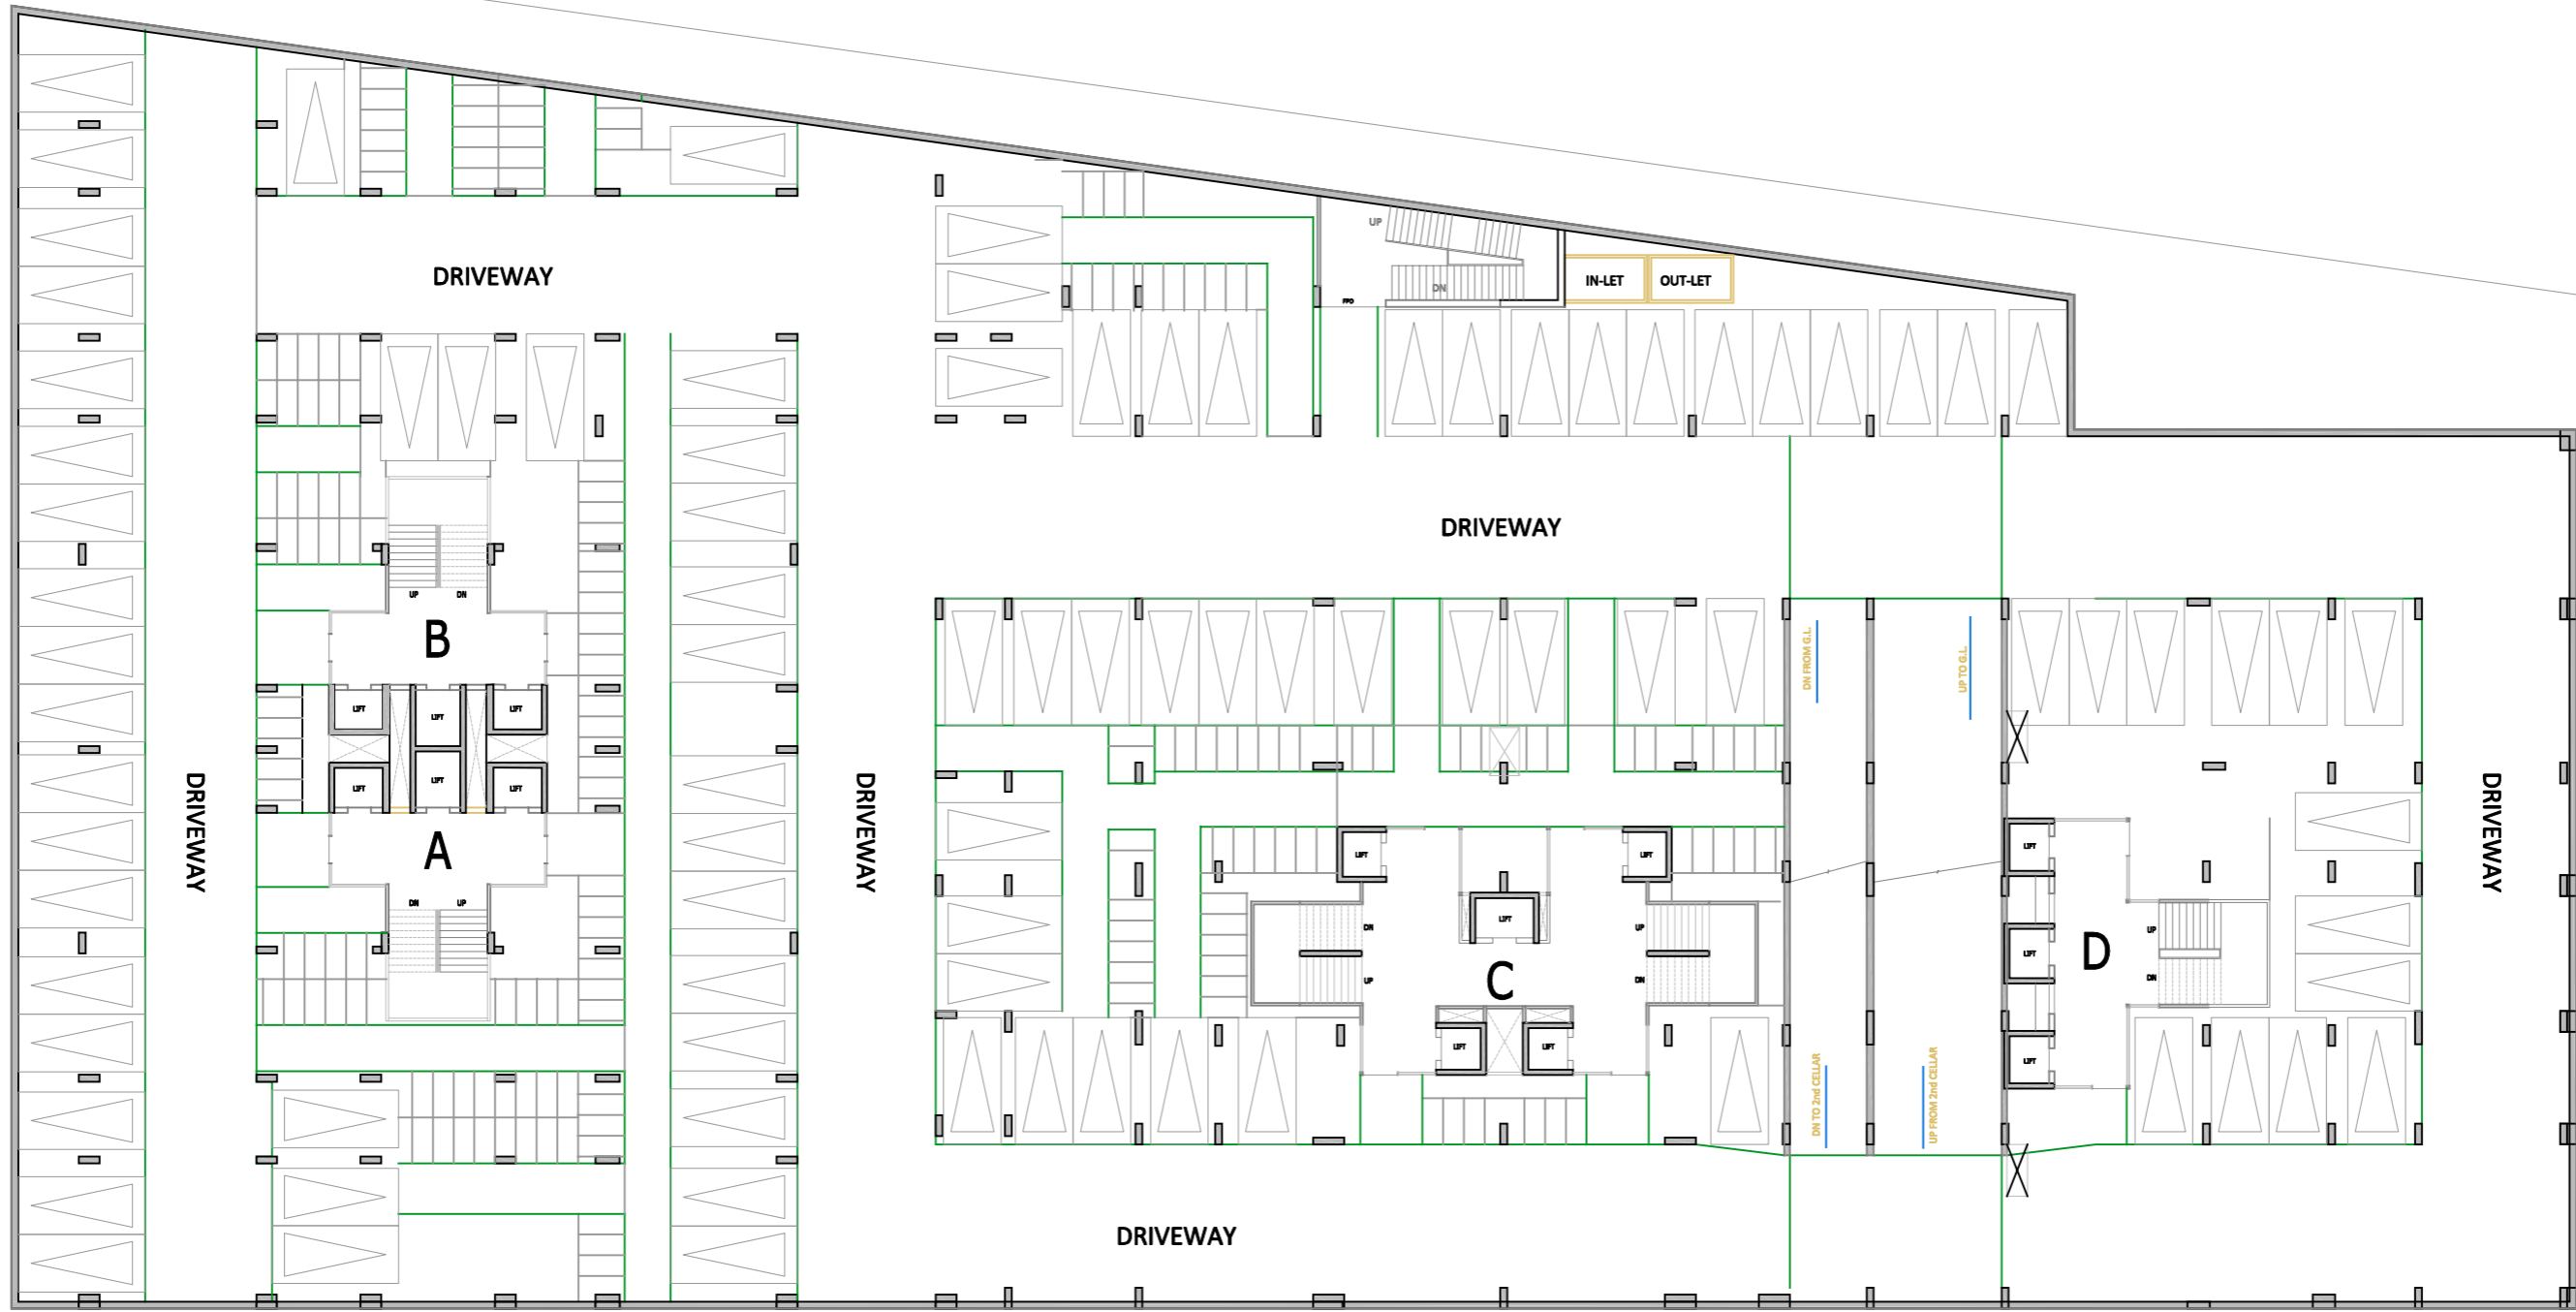 UP
DRIVEWAY
IN-LET
OUT-LET
DN
FFO
DRIVEWAY
UP
DN
B
DN FROM G.L.
UP TO G.L.
LIFT
LIFT
LIFT
LIFT
LIFT
LIFT
DRIVEWAY
DRIVEWAY
DRIVEWAY
A
LIFT
LIFT
LIFT
DN
UP
LIFT
DN
UP
UP
D
LIFT
C
UP
DN
DN
LIFT
LIFT
LIFT
DN TO 2nd CELLAR
UP FROM 2nd CELLAR
DRIVEWAY